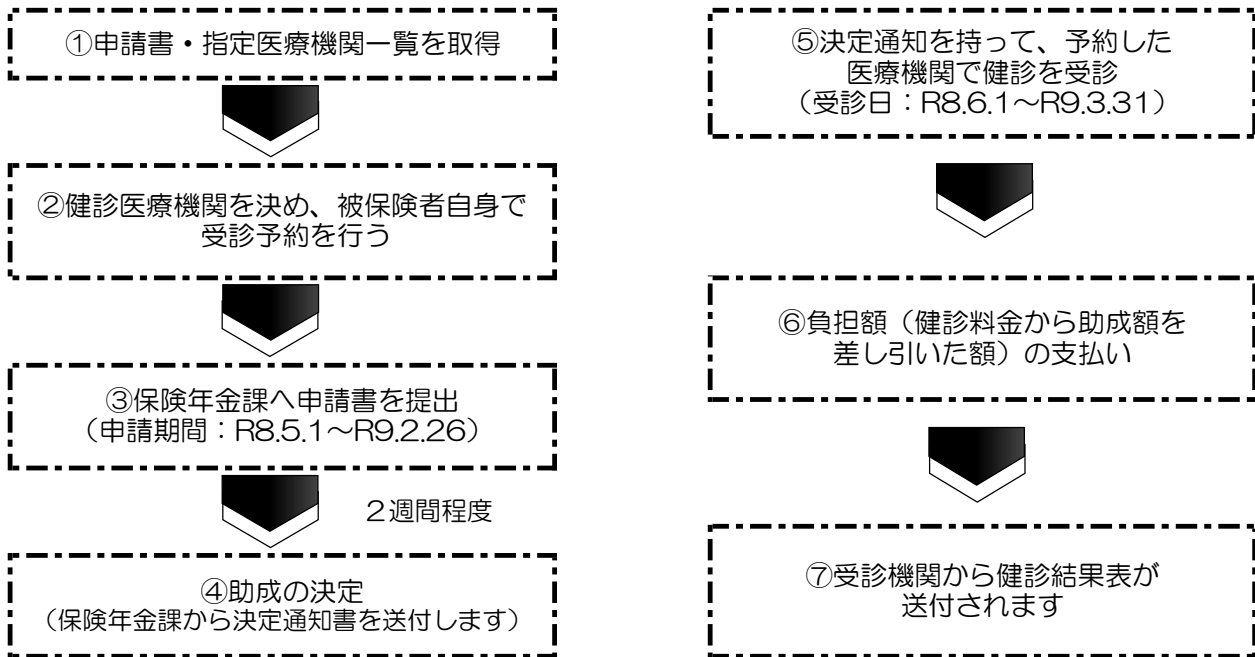 ①申請書・指定医療機関一覧を取得
②健診医療機関を決め、被保険者自身で
受診予約を行う
③保険年金課へ申請書を提出
（申請期間：R8.5.1～R9.2.26）
２週間程度
④助成の決定
（保険年金課から決定通知書を送付します）
⑤決定通知を持って、予約した
医療機関で健診を受診
（受診日：R8.6.1～R9.3.31）
⑥負担額（健診料金から助成額を
差し引いた額）の支払い
⑦受診機関から健診結果表が
送付されます